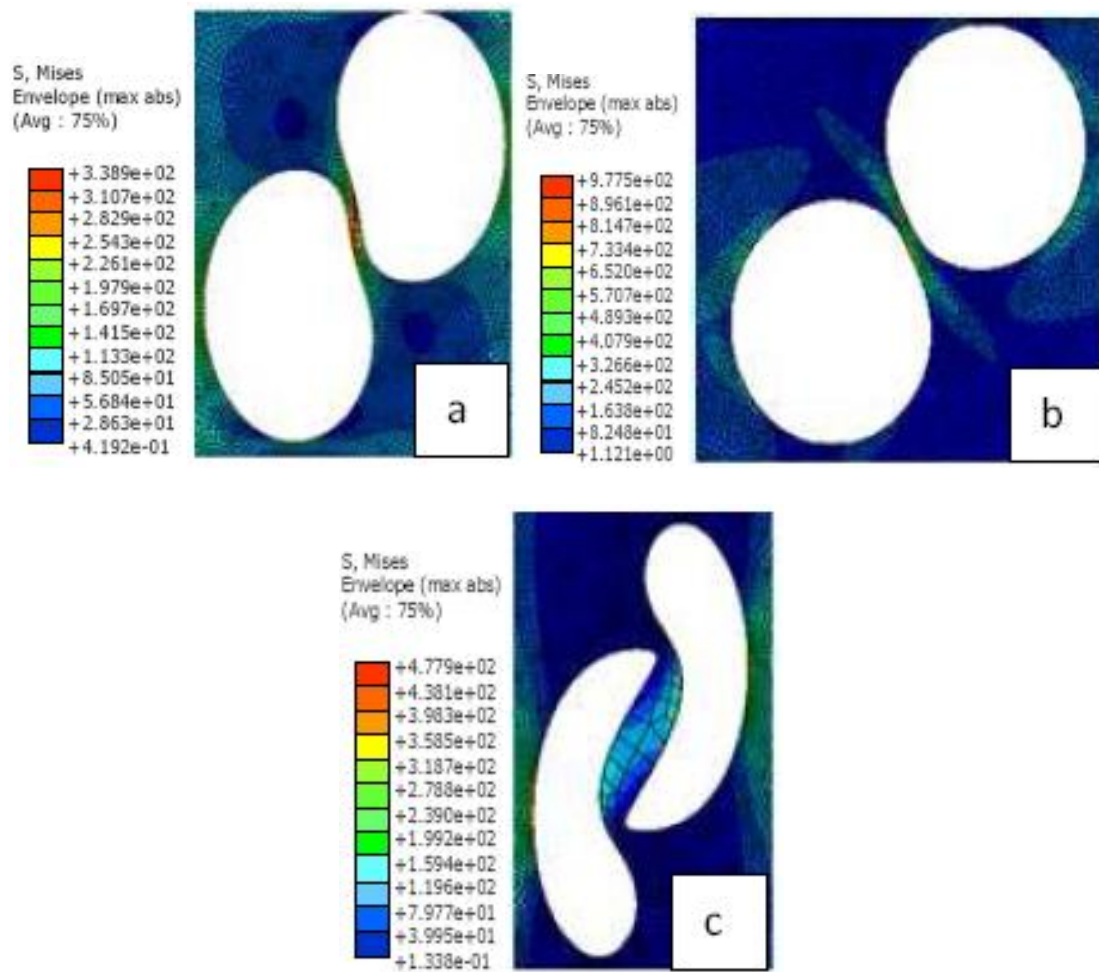 S, Mises
Envelope (max abs)
(Avg : 75%)
+3.389e+02
+3.107e+02
+2.829e+02
+2.543e+02
+2.261e+02
+1.979e+02
+1.697e+02
+1.415e+02
+1.133e+02
+8.505e+01
+5.684e+01
+2.863e+01
+4.192e-01
a
S, Mises
Envelope (max abs)
(Avg : 75%)
+9.775e+02
+8.961e+02
+8.147e+02
+7.334e+02
+6.520e+02
+5.707e+02
+4.893e+02
+4.079e+02
+3.266e+02
+2.452e+02
+1.638e+02
+8.248e+01
+1.121e+00
b
S, Mises
Envelope (max abs)
(Avg : 75%)
+4.779e+02
+4.381e+02
+3.983e+02
+3.585e+02
+3.187e+02
+2.788e+02
+2.390e+02
+1.992e+02
+1.594e+02
+1.196e+02
+7.977e+01
+3.995e+01
+1.338e-01
c